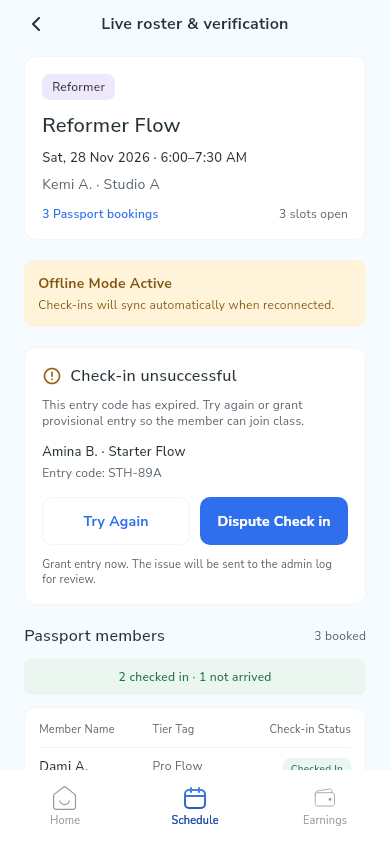 Live roster & verification
Reformer
Reformer Flow
Sat, 28 Nov 2026 · 6:00–7:30 AM
Kemi A. · Studio A
3 Passport bookings
3 slots open
Offline Mode Active
Check-ins will sync automatically when reconnected.
Check-in unsuccessful
This entry code has expired. Try again or grant
provisional entry so the member can join class.
Amina B. · Starter Flow
Entry code: STH-89A
Try Again
Dispute Check in
Grant entry now. The issue will be sent to the admin log
for review.
Passport members
3 booked
2 checked in · 1 not arrived
Member Name
Tier Tag
Check-in Status
Dami A.
Pro Flow
Checked In
Home
Schedule
Earnings